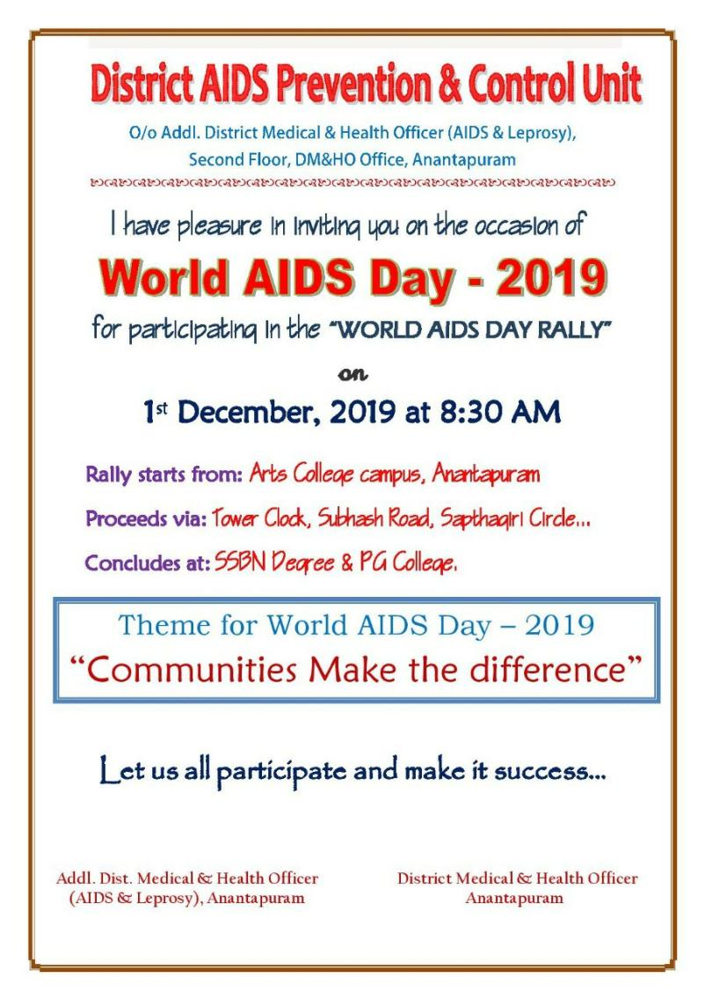 District AIDS Prevention & Control Unit
O/o Addl. District Medical & Health Officer (AIDS & Leprosy),
Second Floor, DM&HO Office, Anantapuram
I have pleasure in inviting you on the occasion of
World AIDS Day - 2019
for participating in the "WORLD AIDS DAY RALLY"
on
1st December, 2019 at 8:30 AM
Rally starts from: Arts College campus, Anantapuram
Proceeds via: Tower Clock, Subhash Road, Sapthagiri Circle...
Concludes at: SSBN Degree & PG College.
Theme for World AIDS Day – 2019
“Communities Make the difference”
Let us all participate and make it success...
Addl. Dist. Medical & Health Officer
(AIDS & Leprosy), Anantapuram
District Medical & Health Officer
Anantapuram